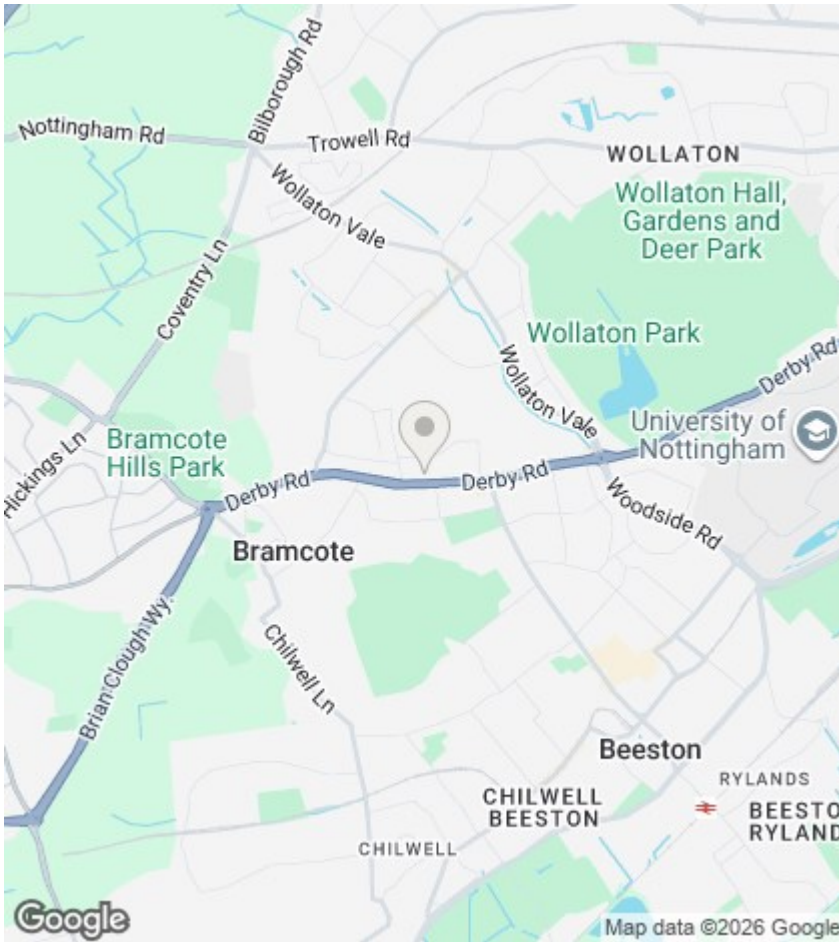 Bilborough Rd
Nottingham Rd
Trowell Rd
WOLLATON
Wollaton Vale
Wollaton Hall,
Gardens and
Deer Park
Coventry Ln
Wollaton Park
Wollaton Vale
Derby Rd
University of
Nottingham
Hickings Ln
Bramcote
Hills Park
Derby Rd
Derby Rd
Woodside Rd
Bramcote
Brian Clough Wy
Chilwell Ln
Beeston
RYLANDS
CHILWELL
BEESTON
BEESTO
RYLAND
CHILWELL
Google
Map data ©2026 Google